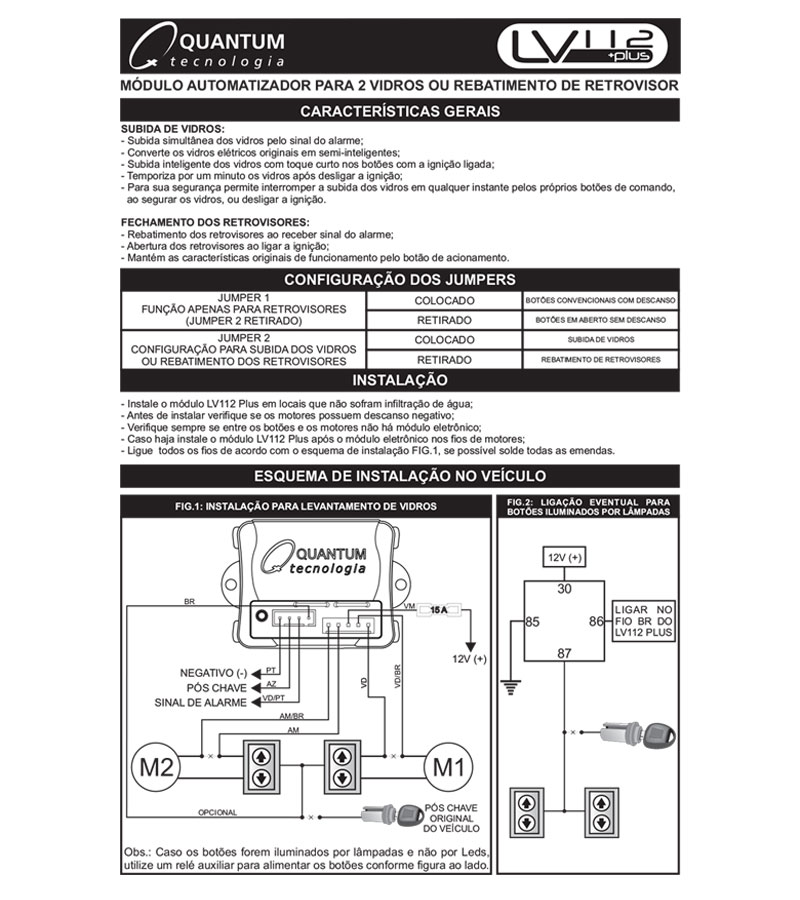 QUANTUM
tecnologia
LV112
+plus
MÓDULO AUTOMATIZADOR PARA 2 VIDROS OU REBATIMENTO DE RETROVISOR
CARACTERÍSTICAS GERAIS
SUBIDA DE VIDROS:
- Subida simultânea dos vidros pelo sinal do alarme;
- Converte os vidros elétricos originais em semi-inteligentes;
- Subida inteligente dos vidros com toque curto nos botões com a ignição ligada;
- Temporiza por um minuto os vidros após desligar a ignição;
- Para sua segurança permite interromper a subida dos vidros em qualquer instante pelos próprios botões de comando,
ao segurar os vidros, ou desligar a ignição.
FECHAMENTO DOS RETROVISORES:
- Rebatimento dos retrovisores ao receber sinal do alarme;
- Abertura dos retrovisores ao ligar a ignição;
- Mantém as características originais de funcionamento pelo botão de acionamento.
CONFIGURAÇÃO DOS JUMPERS
JUMPER 1
FUNÇÃO APENAS PARA RETROVISORES
(JUMPER 2 RETIRADO)
COLOCADO
BOTÕES CONVENCIONAIS COM DESCANSO
RETIRADO
BOTÕES EM ABERTO SEM DESCANSO
JUMPER 2
CONFIGURAÇÃO PARA SUBIDA DOS VIDROS
OU REBATIMENTO DOS RETROVISORES
COLOCADO
SUBIDA DE VIDROS
RETIRADO
REBATIMENTO DE RETROVISORES
INSTALAÇÃO
- Instale o módulo LV112 Plus em locais que não sofram infiltração de água;
- Antes de instalar verifique se os motores possuem descanso negativo;
- Verifique sempre se entre os botões e os motores não há módulo eletrônico;
- Caso haja instale o módulo LV112 Plus após o módulo eletrônico nos fios de motores;
- Ligue todos os fios de acordo com o esquema de instalação FIG.1, se possível solde todas as emendas.
ESQUEMA DE INSTALAÇÃO NO VEÍCULO
FIG.1: INSTALAÇÃO PARA LEVANTAMENTO DE VIDROS
QUANTUM
tecnologia
BR
VM
15A
12V (+)
NEGATIVO (-)
PT
PÓS CHAVE
AZ
SINAL DE ALARME
VD/PT
VD
VD/BR
AM/BR
AM
M2
M1
OPCIONAL
PÓS CHAVE
ORIGINAL
DO VEÍCULO
Obs.: Caso os botões forem iluminados por lâmpadas e não por Leds,
utilize um relé auxiliar para alimentar os botões conforme figura ao lado.
FIG.2: LIGAÇÃO EVENTUAL PARA
BOTÕES ILUMINADOS POR LÂMPADAS
12V (+)
30
85
86
87
LIGAR NO
FIO BR DO
LV112 PLUS